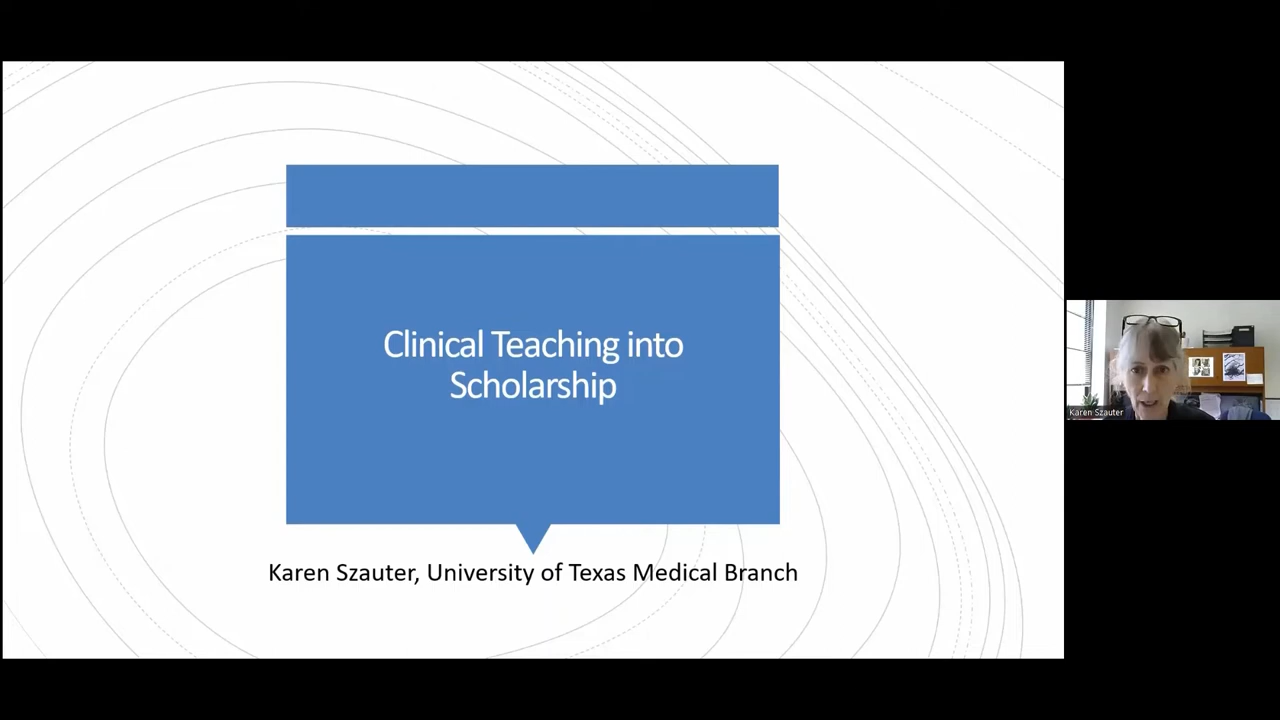 Clinical Teaching into
Scholarship
Karen Szauter
Karen Szauter, University of Texas Medical Branch